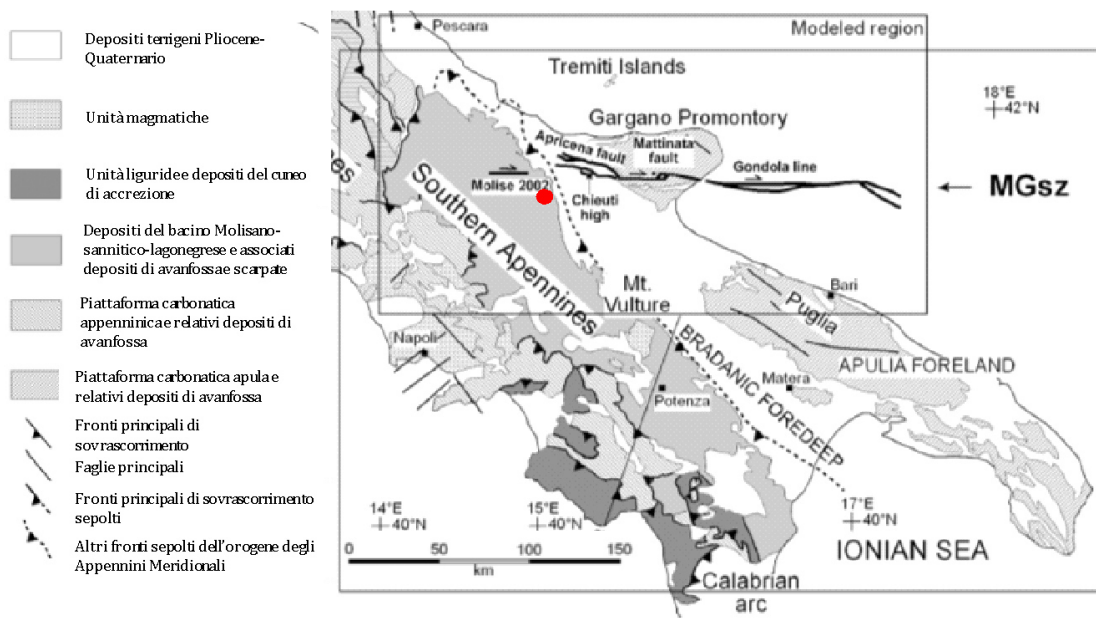 Depositi terrigeni Pliocene-
Quaternario
Unità magmatiche
Unità liguride e depositi del cuneo
di accrezione
Depositi del bacino Molisano-
sannitico-lagonegrese e associati
depositi di avanfossa e scarpate
Piattaforma carbonatica
appenninica e relativi depositi di
avanfossa
Piattaforma carbonatica apula e
relativi depositi di avanfossa
Fronti principali di
sovrascorrimento
Faglie principali
Fronti principali di sovrascorrimento
sepolti
Altri fronti sepolti dell'orogene degli
Appennini Meridionali
Pescara
Modeled region
Tremiti Islands
18°E
42°N
Gargano Promontory
Apricena fault
Mattinata
fault
Gondola line
MGsz
Molise 2002
Chieuti
high
nes
Southern Apennines
Mt.
Vulture
Bari
Puglia
Napoli
BRADANIC FOREDEEP
APULIA FORELAND
Matera
Potenza
14°E
40°N
15°E
40°N
17°E
40°N
IONIAN SEA
0 50 100 150
km
Calabrian
arc